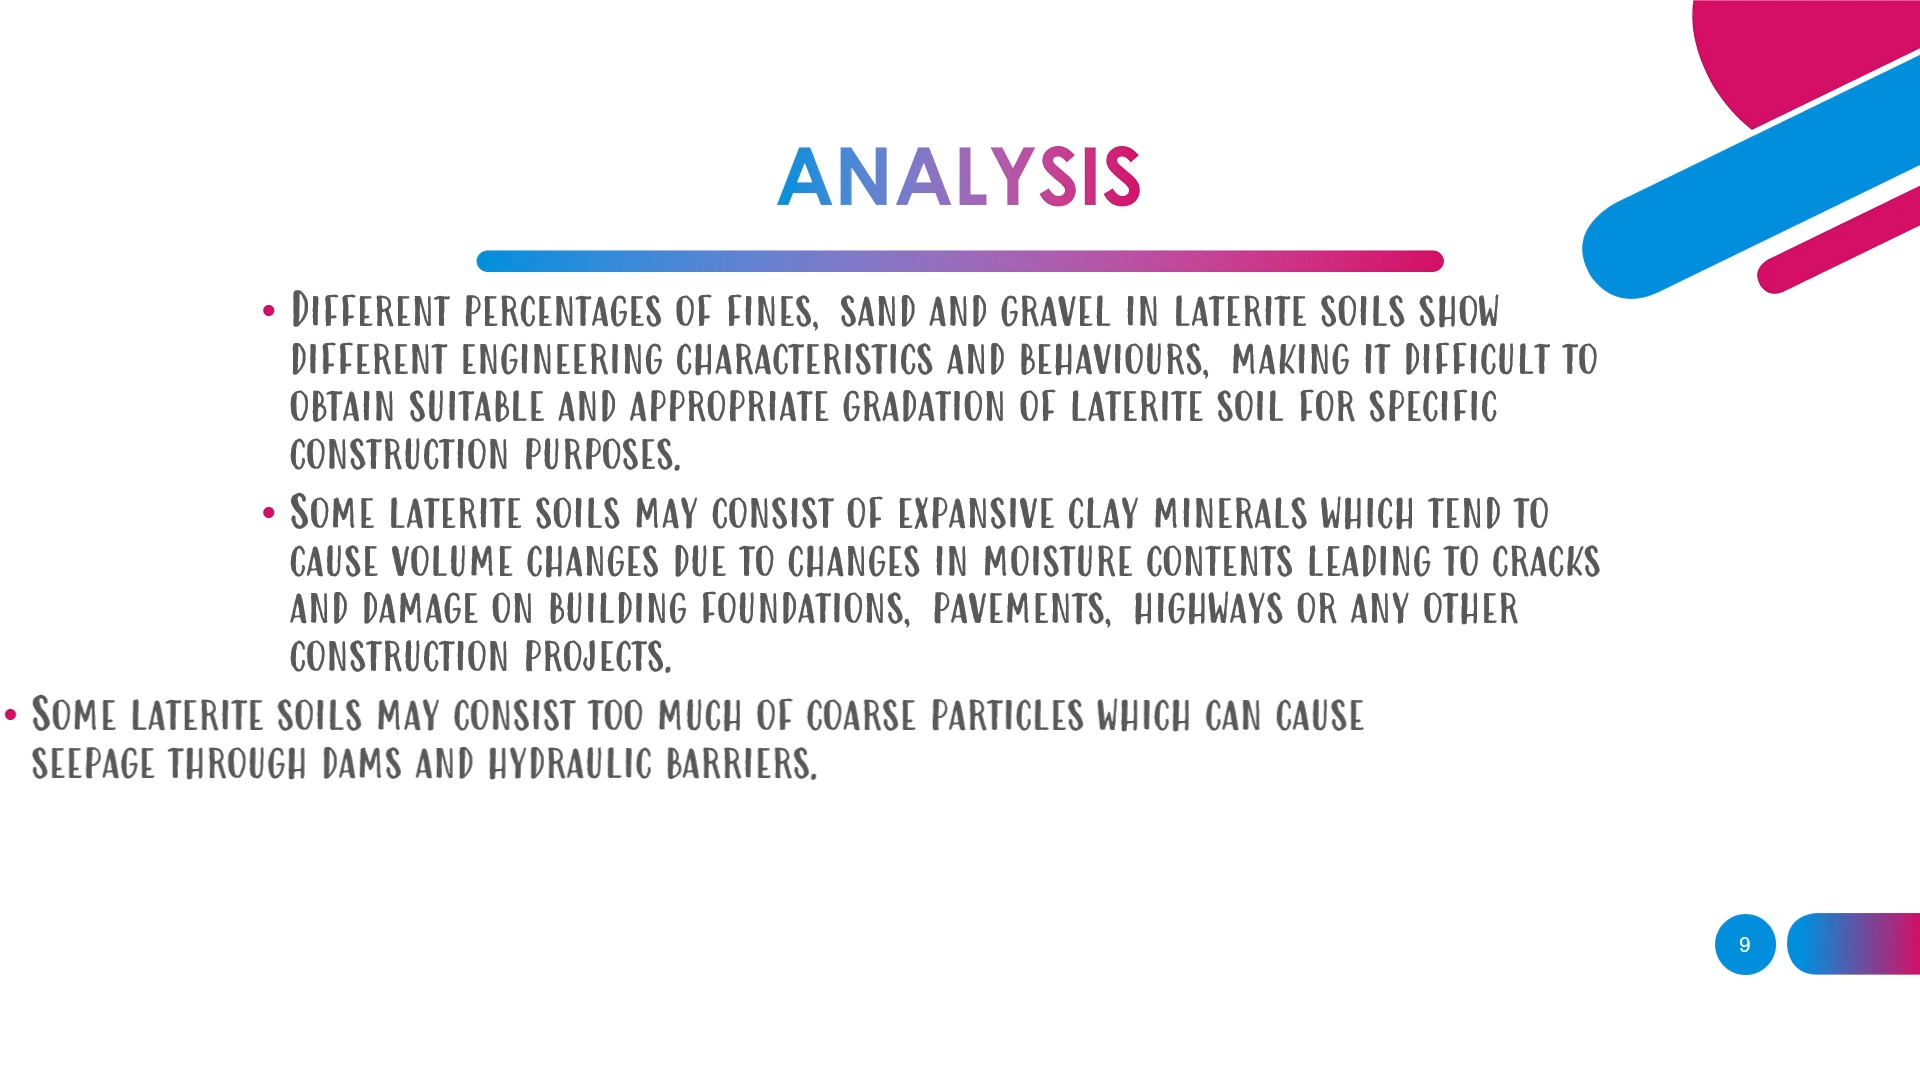 ANALYSIS
• Different percentages of fines, sand and gravel in laterite soils show
different engineering characteristics and behaviours, making it difficult to
obtain suitable and appropriate gradation of laterite soil for specific
construction purposes.
• Some laterite soils may consist of expansive clay minerals which tend to
cause volume changes due to changes in moisture contents leading to cracks
and damage on building foundations, pavements, highways or any other
construction projects.
• Some laterite soils may consist too much of coarse particles which can cause
seepage through dams and hydraulic barriers.
9